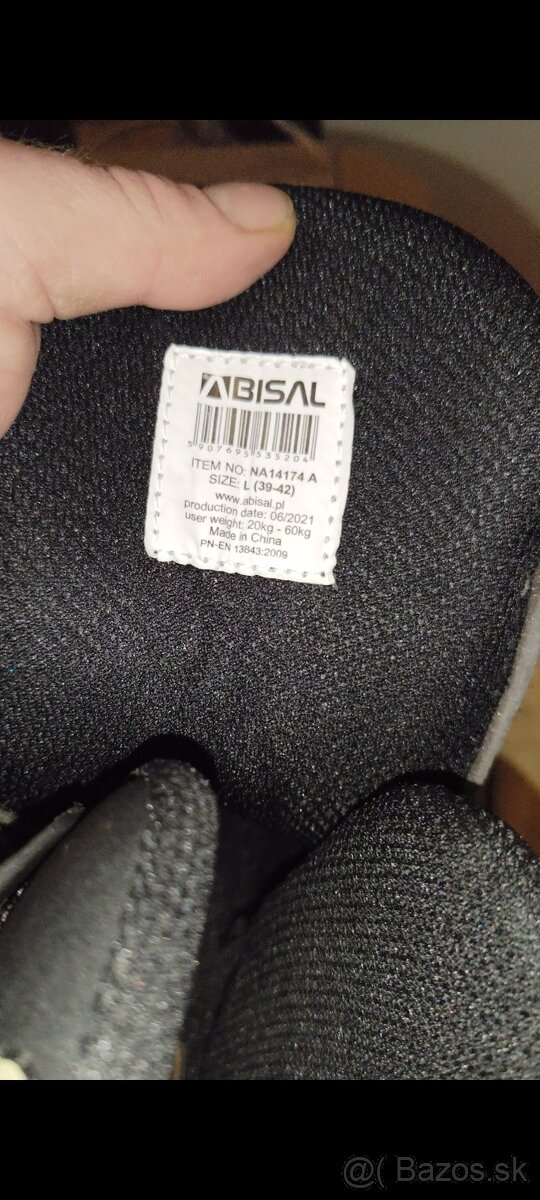 ABISAL
5907695535204
ITEM NO: NA14174 A
SIZE: L (39-42)
www.abisal.pl
production date: 06/2021
user weight: 20kg - 60kg
Made in China
PN-EN 13843:2009
@( Bazos.sk